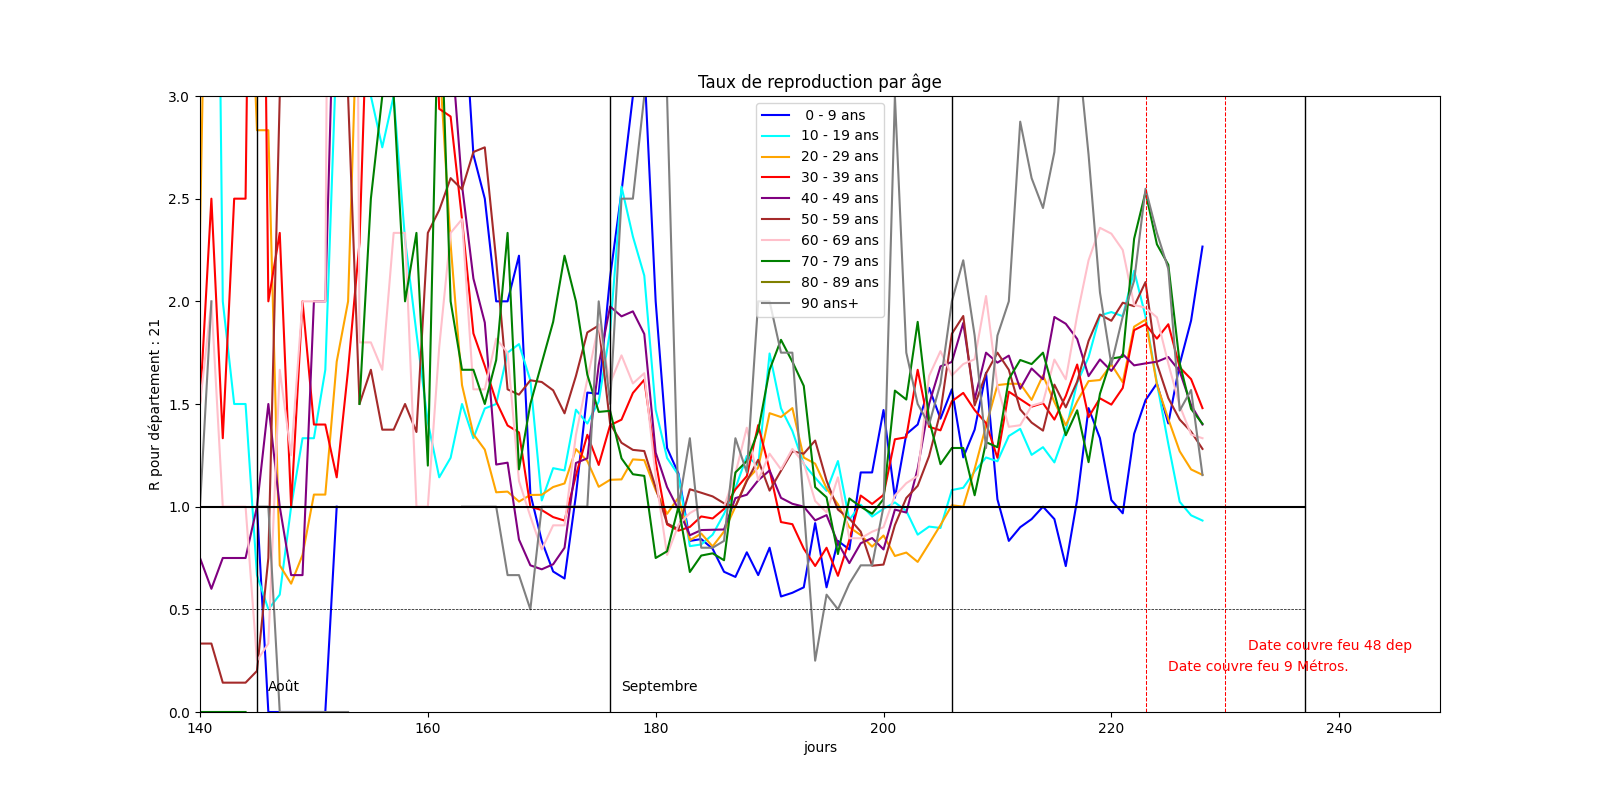 Taux de reproduction par âge
R pour département : 21
3.0
2.5
2.0
1.5
1.0
0.5
0.0
0 - 9 ans
10 - 19 ans
20 - 29 ans
30 - 39 ans
40 - 49 ans
50 - 59 ans
60 - 69 ans
70 - 79 ans
80 - 89 ans
90 ans+
Date couvre feu 48 dep
Date couvre feu 9 Métros.
Août
Septembre
140
160
180
200
220
240
jours